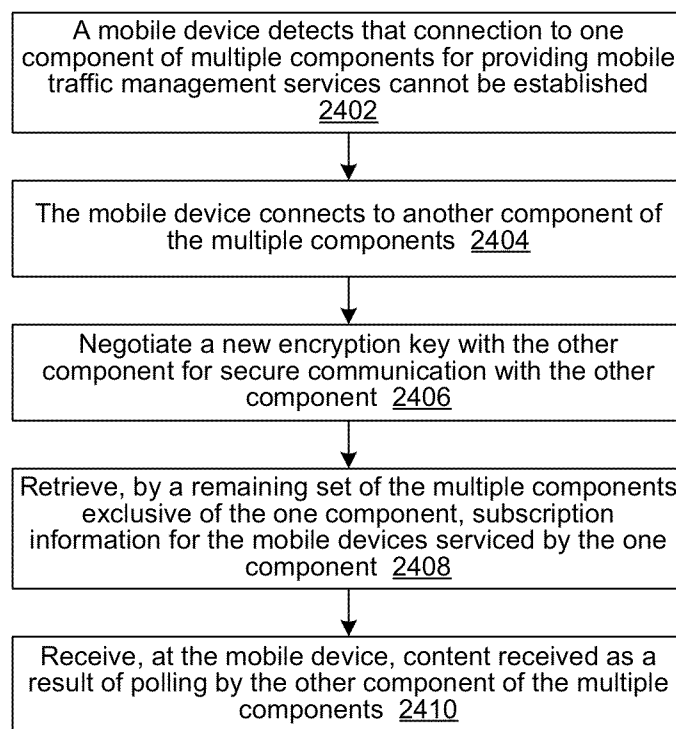 A mobile device detects that connection to one
component of multiple components for providing mobile
traffic management services cannot be established
2402
The mobile device connects to another component of
the multiple components 2404
Negotiate a new encryption key with the other
component for secure communication with the other
component 2406
Retrieve, by a remaining set of the multiple components
exclusive of the one component, subscription
information for the mobile devices serviced by the one
component 2408
Receive, at the mobile device, content received as a
result of polling by the other component of the multiple
components 2410